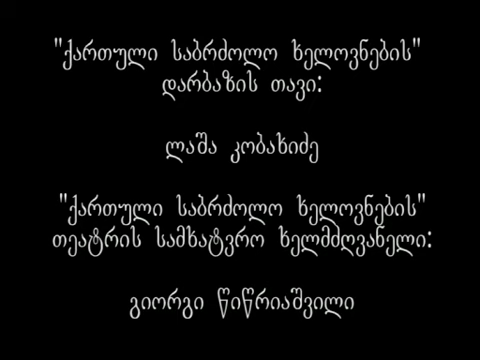 "ქართული საბრძოლო ხელოვნების"
დარბაზის თავი:
ლაშა კობახიძე
"ქართული საბრძოლო ხელოვნების"
თეატრის სამხატვრო ხელმძღვანელი:
გიორგი წიწრიაშვილი